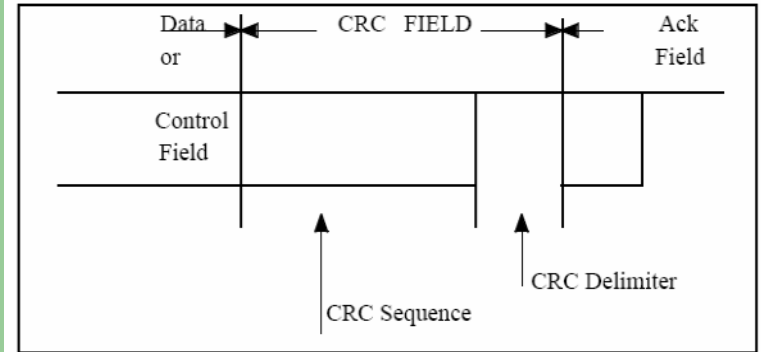 Data or
CRC FIELD
Ack Field
Control Field
CRC Delimiter
CRC Sequence